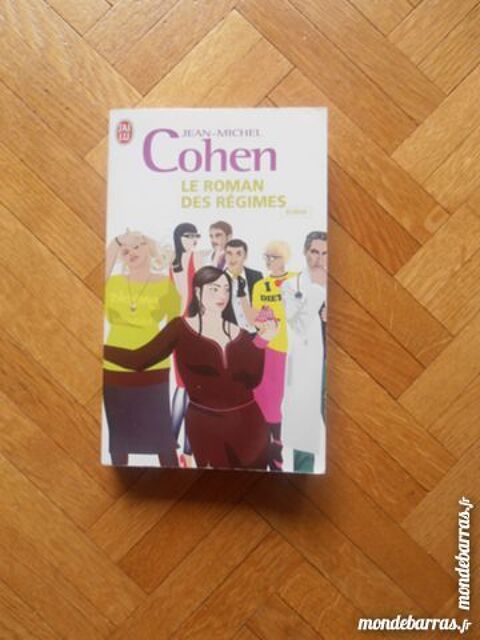 J'AI
LU
JEAN-MICHEL
Cohen
LE ROMAN
DES RÉGIMES
ROMAN
I
DIET
mondebarras.fr
mondebarras.fr